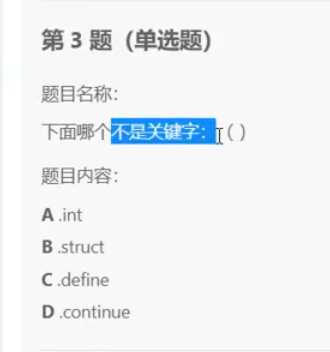 第 3 题（单选题）
题目名称：
下面哪个不是关键字：（ ）
题目内容：
A .int
B .struct
C .define
D .continue